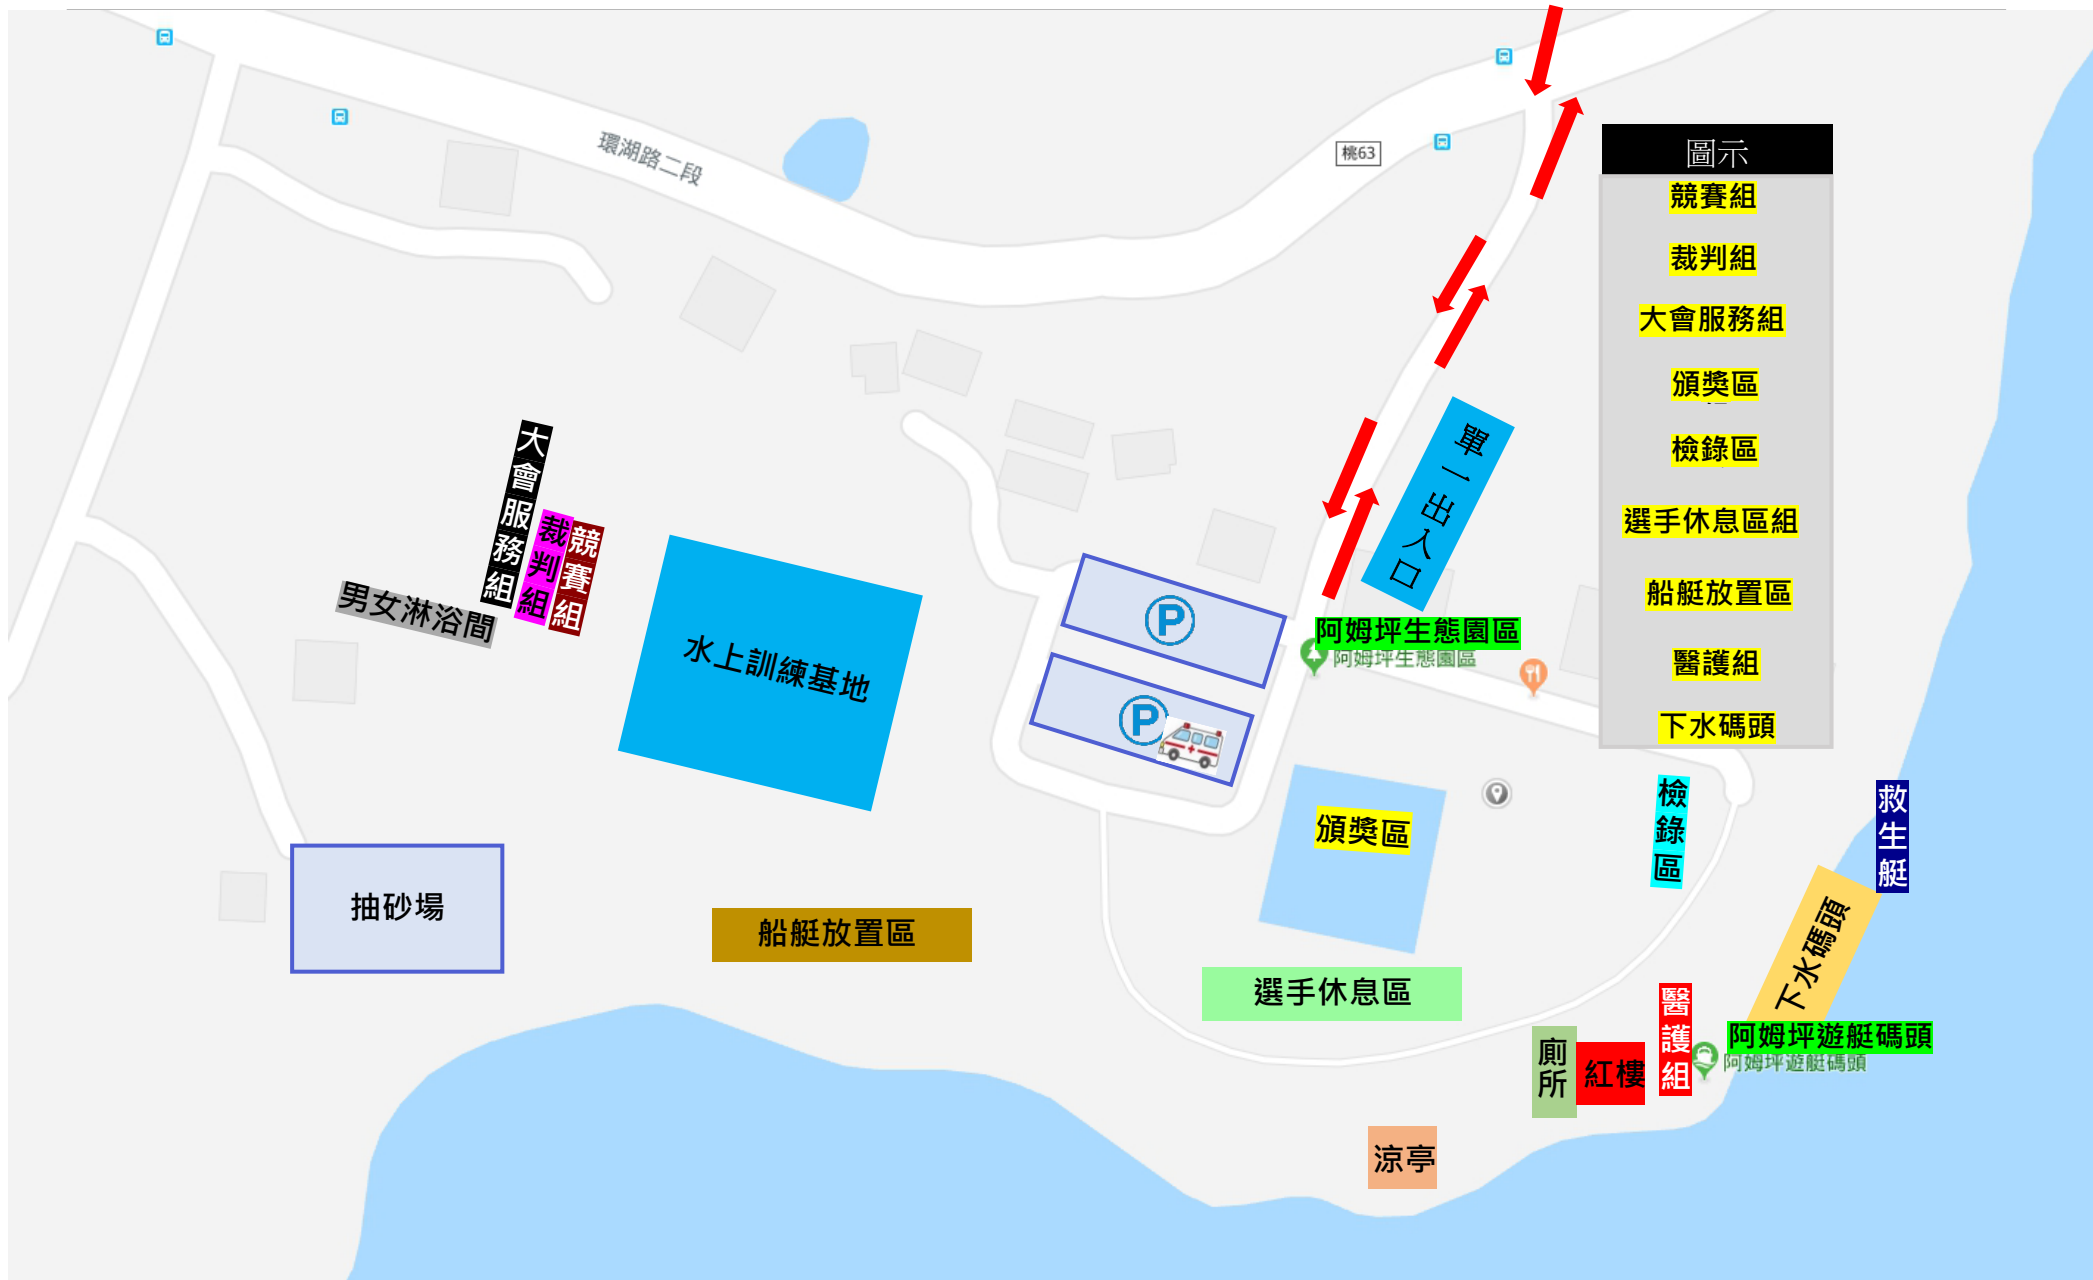 環湖路二段
桃63
圖示
競賽組
裁判組
大會服務組
頒獎區
檢錄區
選手休息區組
船艇放置區
醫護組
下水碼頭
單一出入口
大會服務組
裁判組
競賽組
男女淋浴間
水上訓練基地
P
P
阿姆坪生態園區
阿姆坪生態園區
頒獎區
檢錄區
救生艇
抽砂場
船艇放置區
選手休息區
下水碼頭
醫護組
阿姆坪遊艇碼頭
阿姆坪遊艇碼頭
廁所
紅樓
涼亭